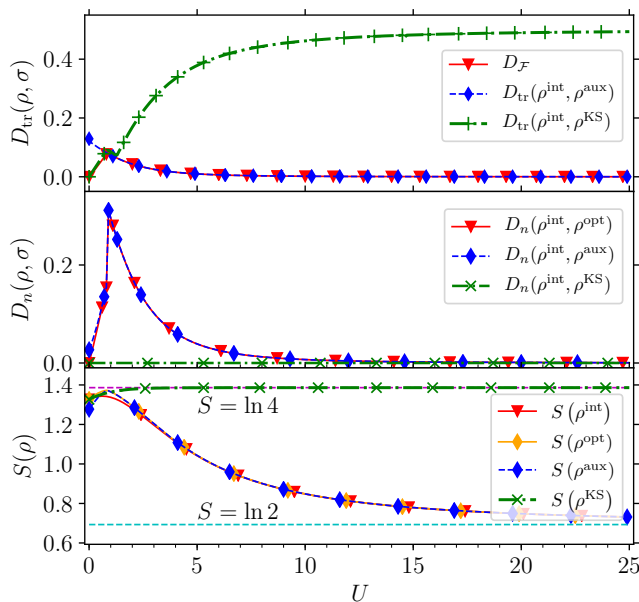 0.4
0.2
0.0
D_tr(ρ, σ)
D_ℱ
D_tr(ρ^int, ρ^aux)
D_tr(ρ^int, ρ^KS)
0.2
0.0
D_n(ρ, σ)
D_n(ρ^int, ρ^opt)
D_n(ρ^int, ρ^aux)
D_n(ρ^int, ρ^KS)
1.4
1.2
1.0
0.8
0.6
S(ρ)
S = ln 4
S = ln 2
S (ρ^int)
S (ρ^opt)
S (ρ^aux)
S (ρ^KS)
0 5 10 15 20 25
U